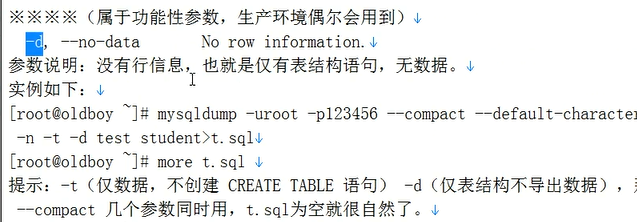 ※※※※（属于功能性参数，生产环境偶尔会用到）↓
-d, --no-data No row information.↓
参数说明：没有行信息，也就是仅有表结构语句，无数据。↓
实例如下：↓
[root@oldboy ~]# mysqldump -uroot -p123456 --compact --default-character
-n -t -d test student>t.sql↓
[root@oldboy ~]# more t.sql ↓
提示：-t（仅数据，不创建 CREATE TABLE 语句） -d（仅表结构不导出数据），
--compact 几个参数同时用，t.sql为空就很自然了。↓